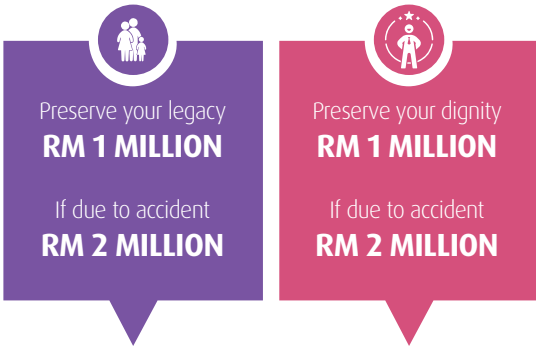 Preserve your legacy
RM 1 MILLION
If due to accident
RM 2 MILLION
Preserve your dignity
RM 1 MILLION
If due to accident
RM 2 MILLION